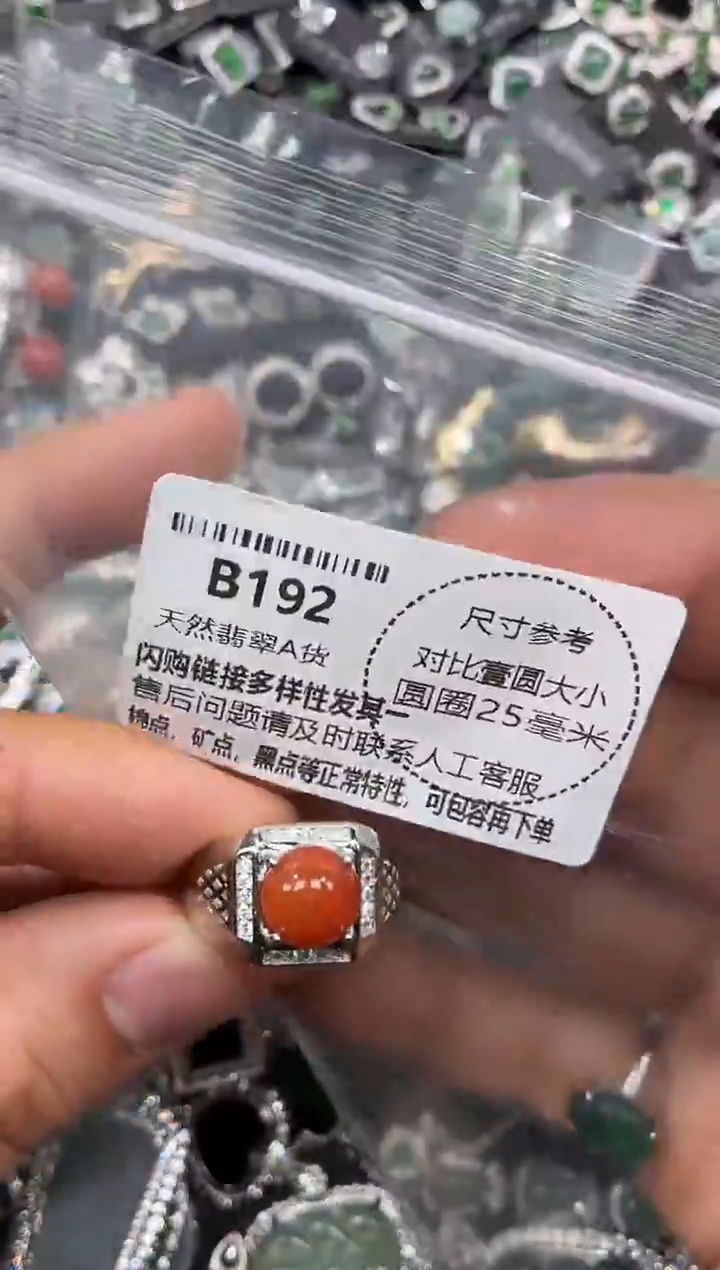 B192
天然翡翠A货
闪购链接多样性发其一
售后问题请及时联系人工客服
棉点，矿点，黑点等正常特性，可包容再下单
尺寸参考
对比壹圆大小
圆圈25毫米